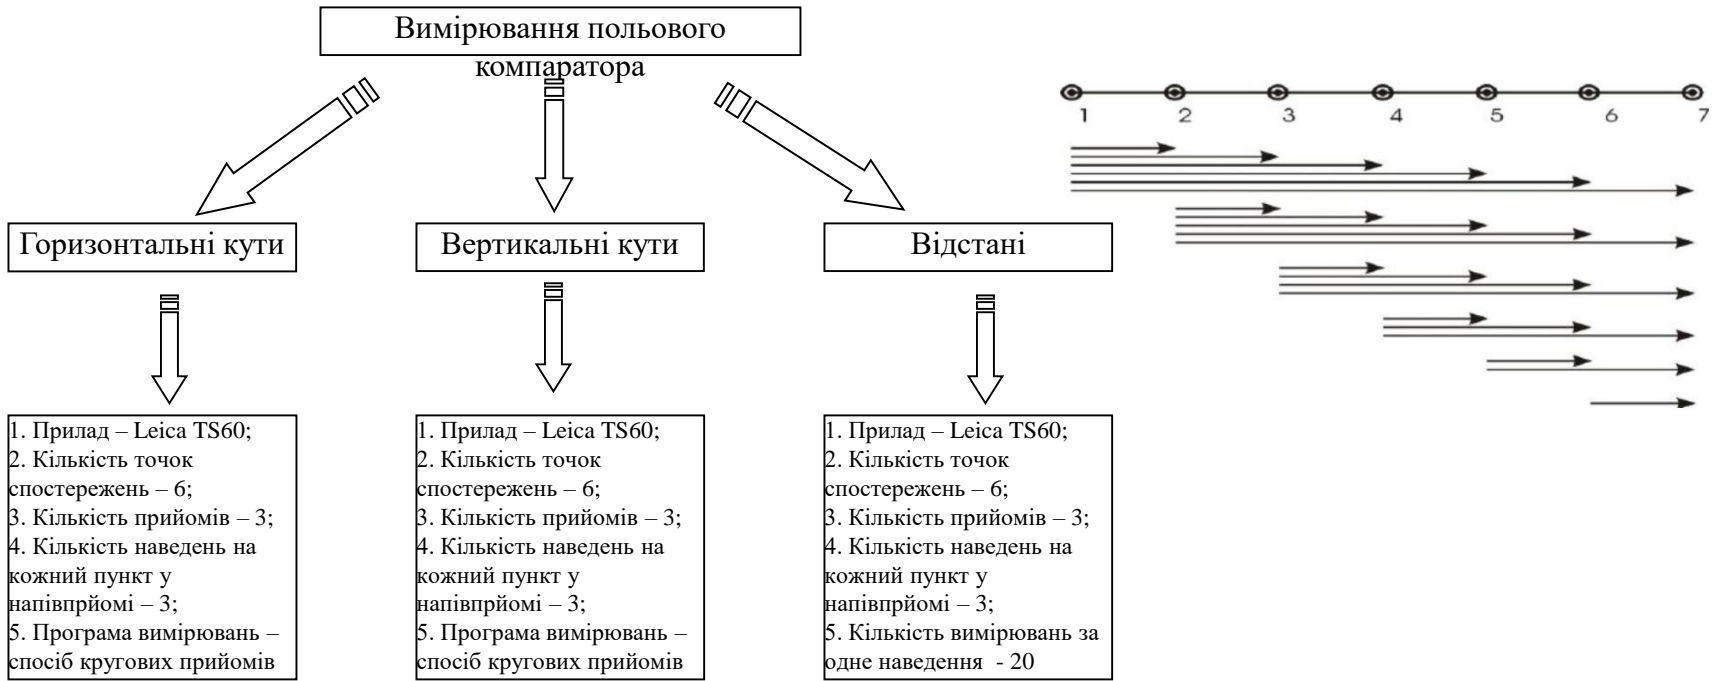 Вимірювання польового
компаратора
1 2 3 4 5 6 7
Горизонтальні кути
Вертикальні кути
Відстані
1. Прилад – Leica TS60;
2. Кількість точок
спостережень – 6;
3. Кількість прийомів – 3;
4. Кількість наведень на
кожний пункт у
напівпрйомі – 3;
5. Програма вимірювань –
спосіб кругових прийомів
1. Прилад – Leica TS60;
2. Кількість точок
спостережень – 6;
3. Кількість прийомів – 3;
4. Кількість наведень на
кожний пункт у
напівпрйомі – 3;
5. Програма вимірювань –
спосіб кругових прийомів
1. Прилад – Leica TS60;
2. Кількість точок
спостережень – 6;
3. Кількість прийомів – 3;
4. Кількість наведень на
кожний пункт у
напівпрйомі – 3;
5. Кількість вимірювань за
одне наведення - 20